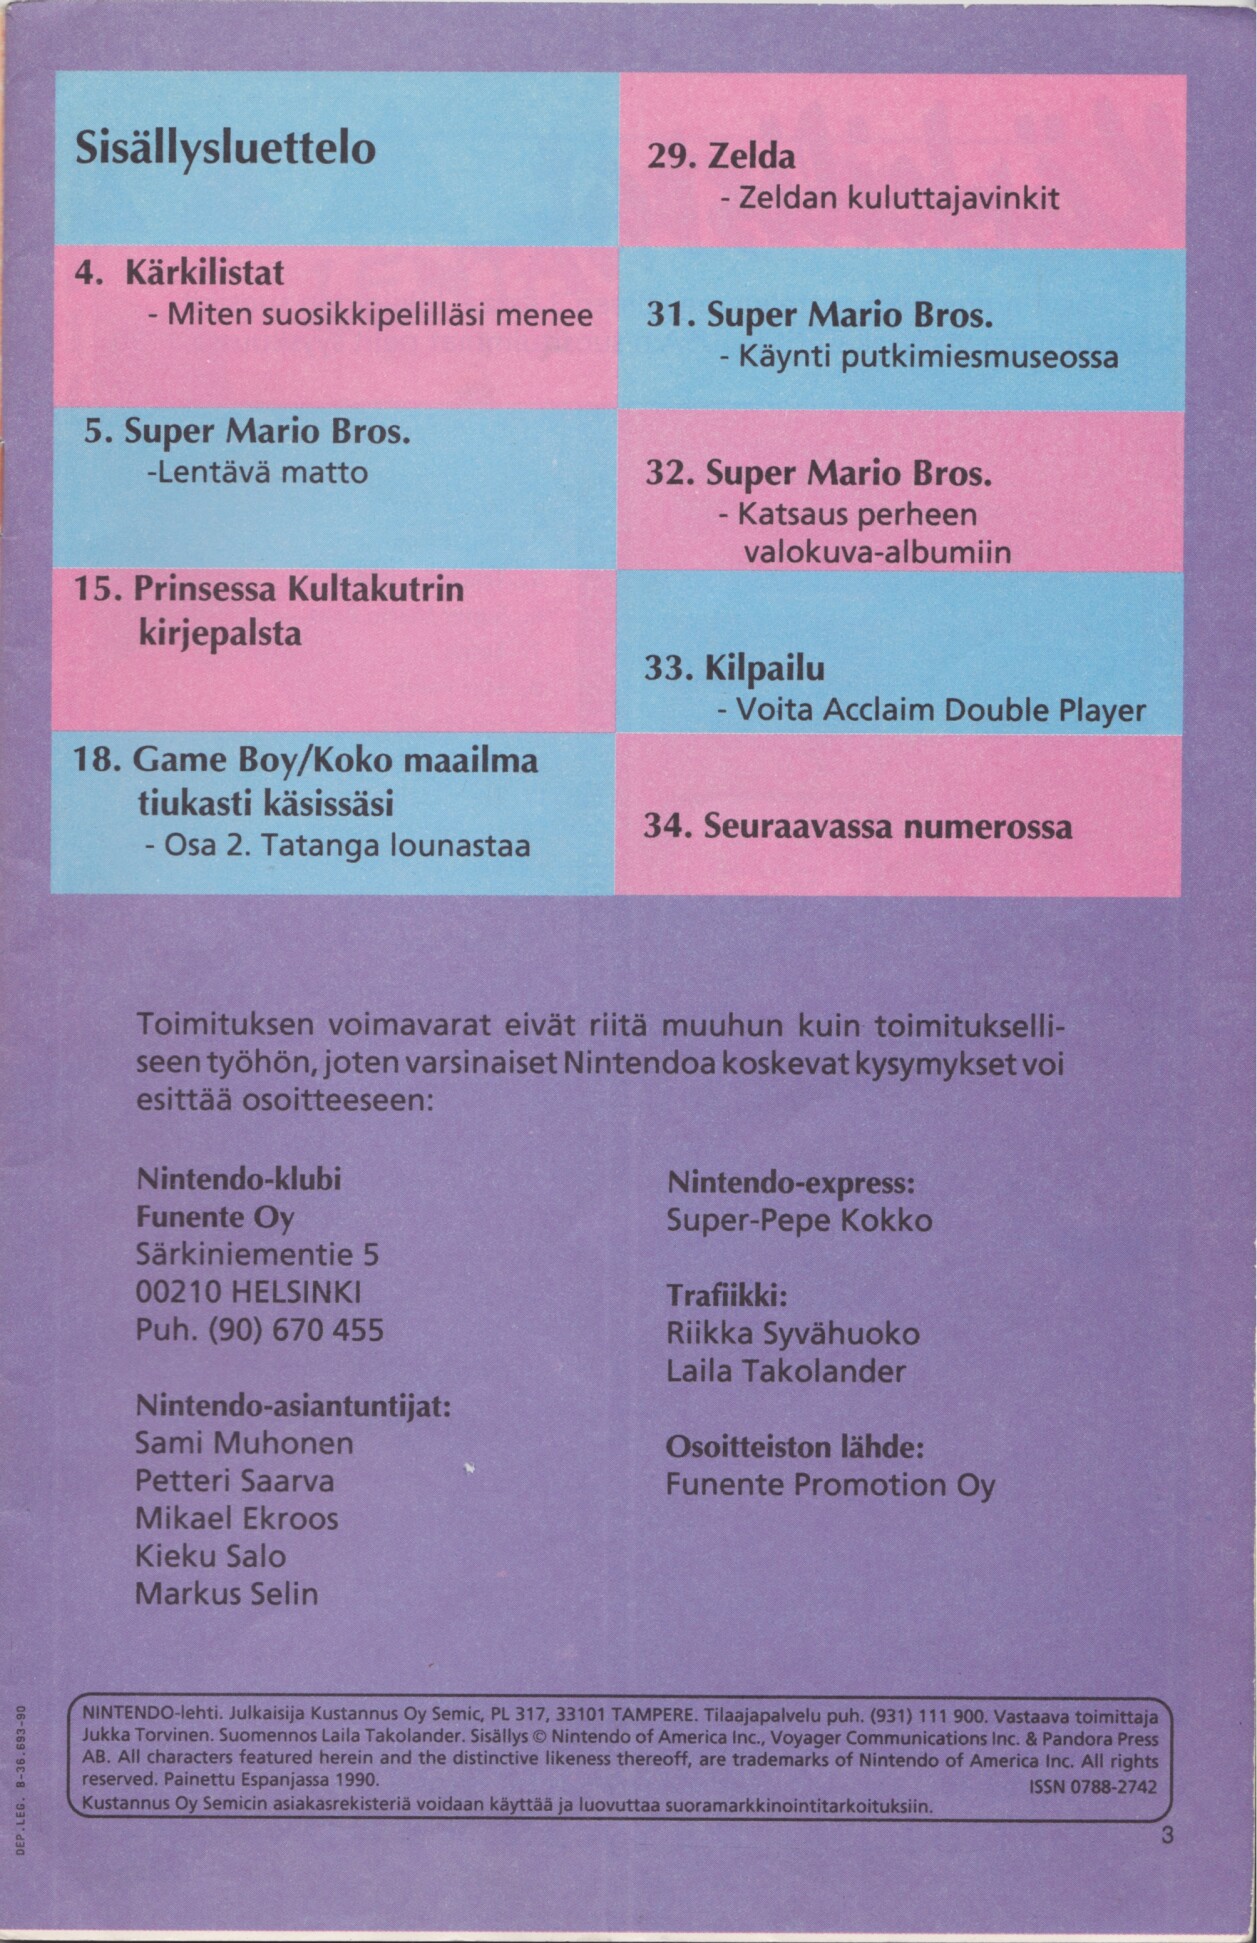 Sisällysluettelo
4. Kärkilistat
- Miten suosikkipelilläsi menee
5. Super Mario Bros.
-Lentävä matto
15. Prinsessa Kultakutrin
kirjepalsta
18. Game Boy/Koko maailma
tiukasti käsissäsi
- Osa 2. Tatanga lounastaa
29. Zelda
- Zeldan kuluttajavinkit
31. Super Mario Bros.
- Käynti putkimiesmuseossa
32. Super Mario Bros.
- Katsaus perheen
valokuva-albumiin
33. Kilpailu
- Voita Acclaim Double Player
34. Seuraavassa numerossa
Toimituksen voimavarat eivät riitä muuhun kuin toimitukselli-
seen työhön, joten varsinaiset Nintendoa koskevat kysymykset voi
esittää osoitteeseen:
Nintendo-klubi
Funente Oy
Särkiniementie 5
00210 HELSINKI
Puh. (90) 670 455
Nintendo-asiantuntijat:
Sami Muhonen
Petteri Saarva
Mikael Ekroos
Kieku Salo
Markus Selin
Nintendo-express:
Super-Pepe Kokko
Trafiikki:
Riikka Syvähuoko
Laila Takolander
Osoitteiston lähde:
Funente Promotion Oy
NINTENDO-lehti. Julkaisija Kustannus Oy Semic, PL 317, 33101 TAMPERE. Tilaajapalvelu puh. (931) 111 900. Vastaava toimittaja
Jukka Torvinen. Suomennos Laila Takolander. Sisällys © Nintendo of America Inc., Voyager Communications Inc. & Pandora Press
AB. All characters featured herein and the distinctive likeness thereoff, are trademarks of Nintendo of America Inc. All rights
reserved. Painettu Espanjassa 1990.
ISSN 0788-2742
Kustannus Oy Semicin asiakasrekisteriä voidaan käyttää ja luovuttaa suoramarkkinointitarkoituksiin.
3
DEP.LEG. B-36.693-90